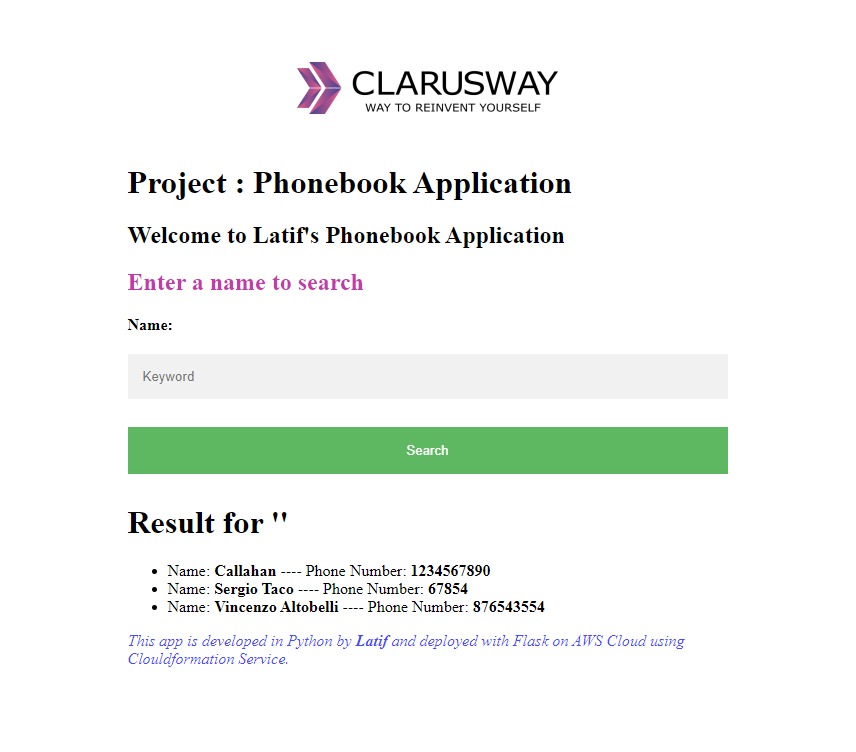 CLARUSWAY
WAY TO REINVENT YOURSELF
Project : Phonebook Application
Welcome to Latif's Phonebook Application
Enter a name to search
Name:
Keyword
Search
Result for ''
• Name: Callahan ---- Phone Number: 1234567890
• Name: Sergio Taco ---- Phone Number: 67854
• Name: Vincenzo Altobelli ---- Phone Number: 876543554
This app is developed in Python by Latif and deployed with Flask on AWS Cloud using
Clouldformation Service.